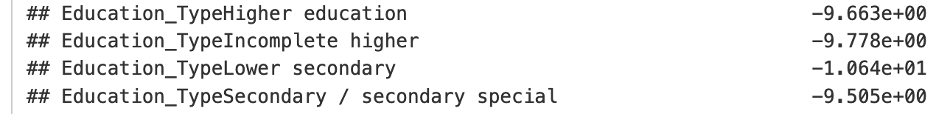 ## Education_TypeHigher education -9.663e+00
## Education_TypeIncomplete higher -9.778e+00
## Education_TypeLower secondary -1.064e+01
## Education_TypeSecondary / secondary special -9.505e+00